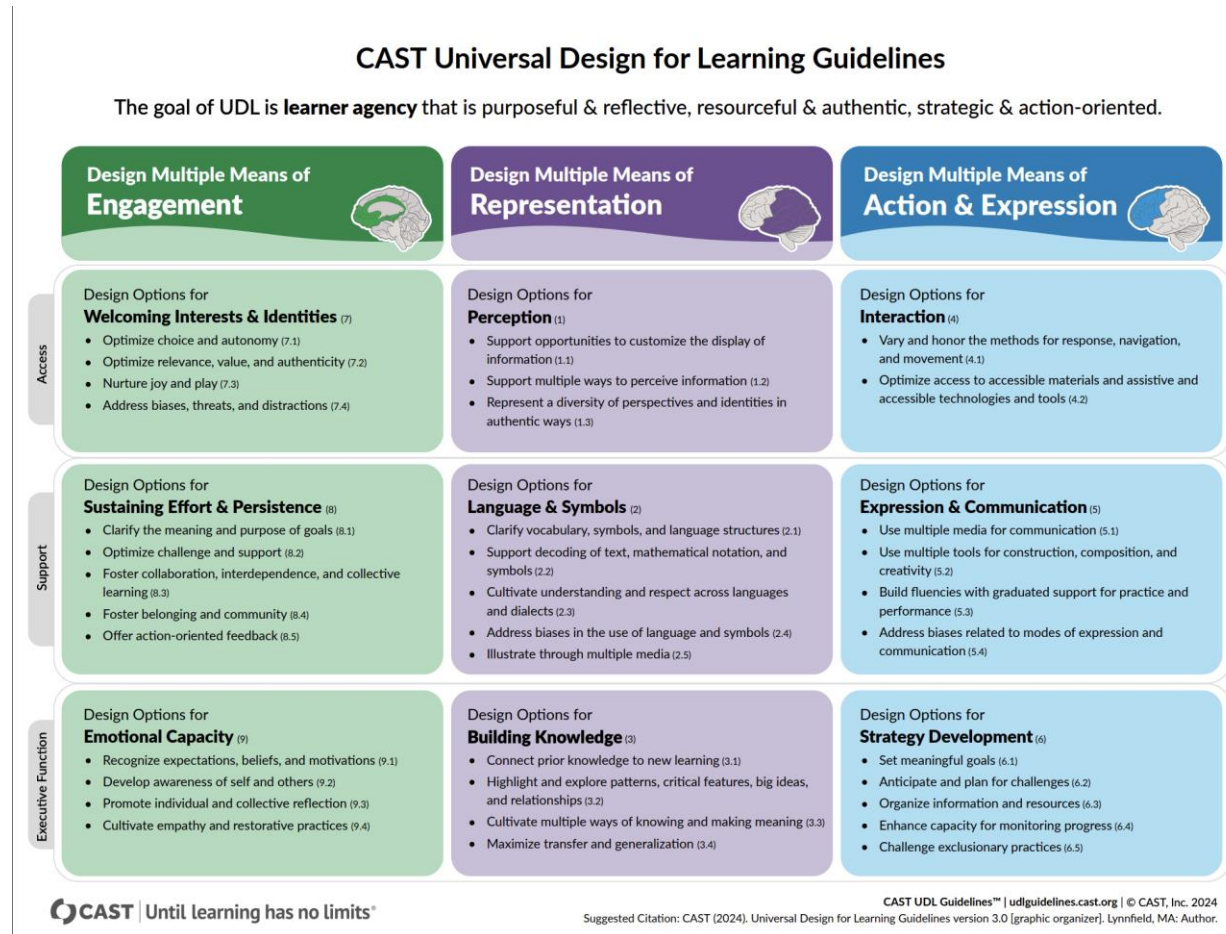 CAST Universal Design for Learning Guidelines
The goal of UDL is learner agency that is purposeful & reflective, resourceful & authentic, strategic & action-oriented.
Design Multiple Means of
Engagement
Design Multiple Means of
Representation
Design Multiple Means of
Action & Expression
Access
Design Options for
Welcoming Interests & Identities (7)
• Optimize choice and autonomy (7.1)
• Optimize relevance, value, and authenticity (7.2)
• Nurture joy and play (7.3)
• Address biases, threats, and distractions (7.4)
Design Options for
Perception (1)
• Support opportunities to customize the display of
information (1.1)
• Support multiple ways to perceive information (1.2)
• Represent a diversity of perspectives and identities in
authentic ways (1.3)
Design Options for
Interaction (4)
• Vary and honor the methods for response, navigation,
and movement (4.1)
• Optimize access to accessible materials and assistive and
accessible technologies and tools (4.2)
Support
Design Options for
Sustaining Effort & Persistence (8)
• Clarify the meaning and purpose of goals (8.1)
• Optimize challenge and support (8.2)
• Foster collaboration, interdependence, and collective
learning (8.3)
• Foster belonging and community (8.4)
• Offer action-oriented feedback (8.5)
Design Options for
Language & Symbols (2)
• Clarify vocabulary, symbols, and language structures (2.1)
• Support decoding of text, mathematical notation, and
symbols (2.2)
• Cultivate understanding and respect across languages
and dialects (2.3)
• Address biases in the use of language and symbols (2.4)
• Illustrate through multiple media (2.5)
Design Options for
Expression & Communication (5)
• Use multiple media for communication (5.1)
• Use multiple tools for construction, composition, and
creativity (5.2)
• Build fluencies with graduated support for practice and
performance (5.3)
• Address biases related to modes of expression and
communication (5.4)
Executive Function
Design Options for
Emotional Capacity (9)
• Recognize expectations, beliefs, and motivations (9.1)
• Develop awareness of self and others (9.2)
• Promote individual and collective reflection (9.3)
• Cultivate empathy and restorative practices (9.4)
Design Options for
Building Knowledge (3)
• Connect prior knowledge to new learning (3.1)
• Highlight and explore patterns, critical features, big ideas,
and relationships (3.2)
• Cultivate multiple ways of knowing and making meaning (3.3)
• Maximize transfer and generalization (3.4)
Design Options for
Strategy Development (6)
• Set meaningful goals (6.1)
• Anticipate and plan for challenges (6.2)
• Organize information and resources (6.3)
• Enhance capacity for monitoring progress (6.4)
• Challenge exclusionary practices (6.5)
CAST | Until learning has no limits®
CAST UDL Guidelines™ | udlguidelines.cast.org | © CAST, Inc. 2024
Suggested Citation: CAST (2024). Universal Design for Learning Guidelines version 3.0 [graphic organizer]. Lynnfield, MA: Author.